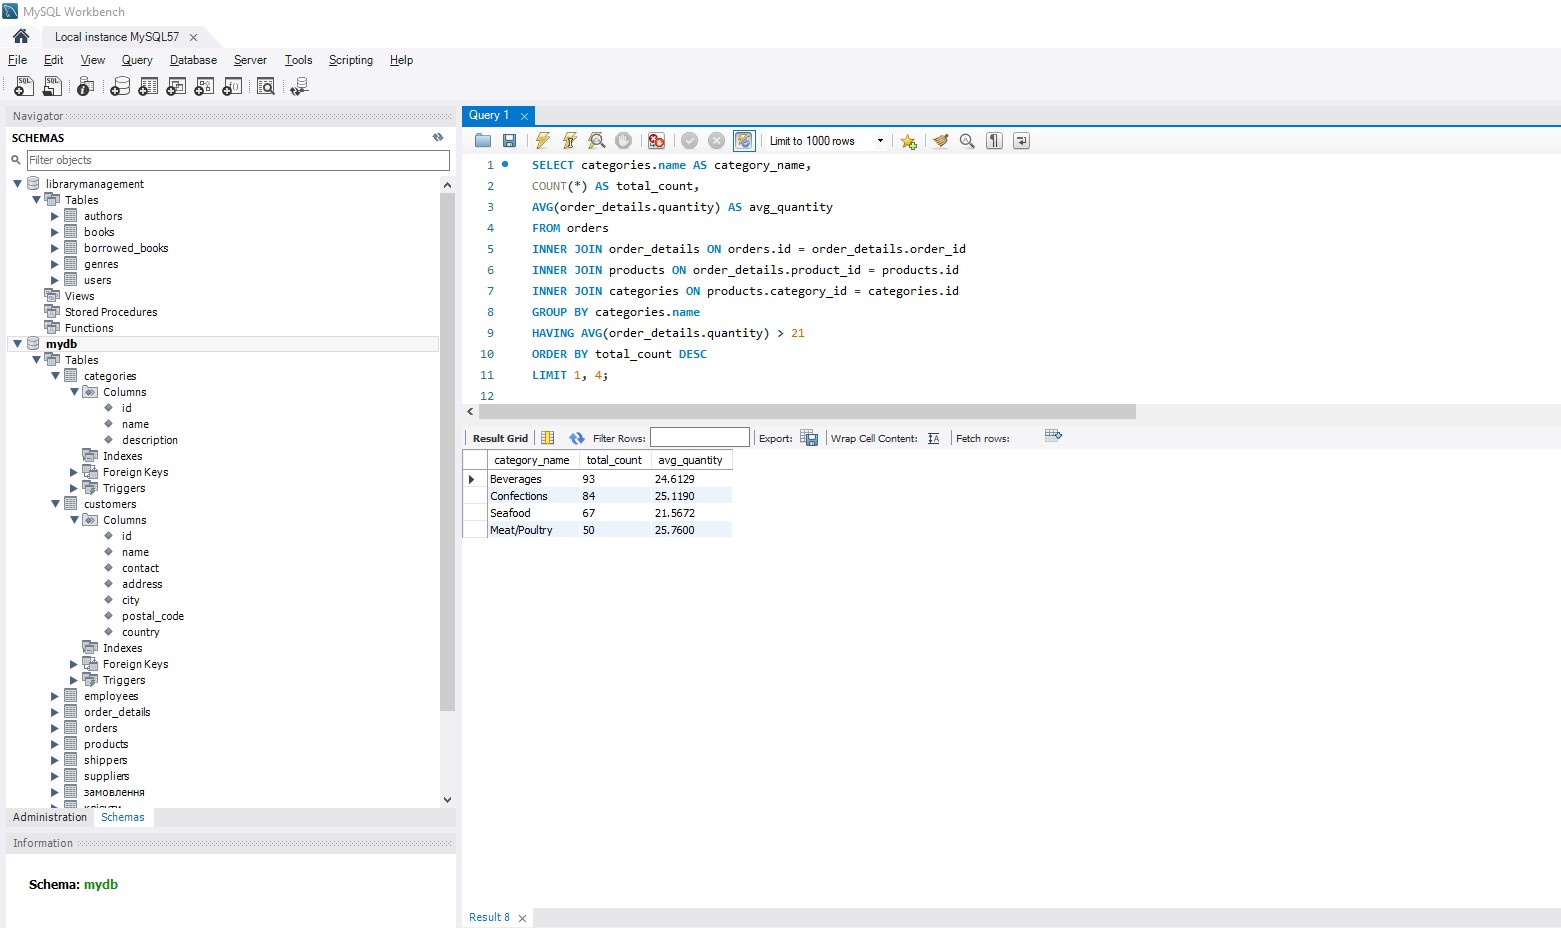 MySQL Workbench
Local instance MySQL57
File Edit View Query Database Server Tools Scripting Help
Navigator
SCHEMAS
Filter objects
librarymanagement
Tables
authors
books
borrowed_books
genres
users
Views
Stored Procedures
Functions
mydb
Tables
categories
Columns
id
name
description
Indexes
Foreign Keys
Triggers
customers
Columns
id
name
contact
address
city
postal_code
country
Indexes
Foreign Keys
Triggers
employees
order_details
orders
products
shippers
suppliers
замовлення
Administration Schemas
Information
Schema: mydb
Query 1
Limit to 1000 rows
1 SELECT categories.name AS category_name,
2 COUNT(*) AS total_count,
3 AVG(order_details.quantity) AS avg_quantity
4 FROM orders
5 INNER JOIN order_details ON orders.id = order_details.order_id
6 INNER JOIN products ON order_details.product_id = products.id
7 INNER JOIN categories ON products.category_id = categories.id
8 GROUP BY categories.name
9 HAVING AVG(order_details.quantity) > 21
10 ORDER BY total_count DESC
11 LIMIT 1, 4;
12
Result Grid Filter Rows: Export: Wrap Cell Content: Fetch rows:
category_name total_count avg_quantity
Beverages 93 24.6129
Confections 84 25.1190
Seafood 67 21.5672
Meat/Poultry 50 25.7600
Result 8